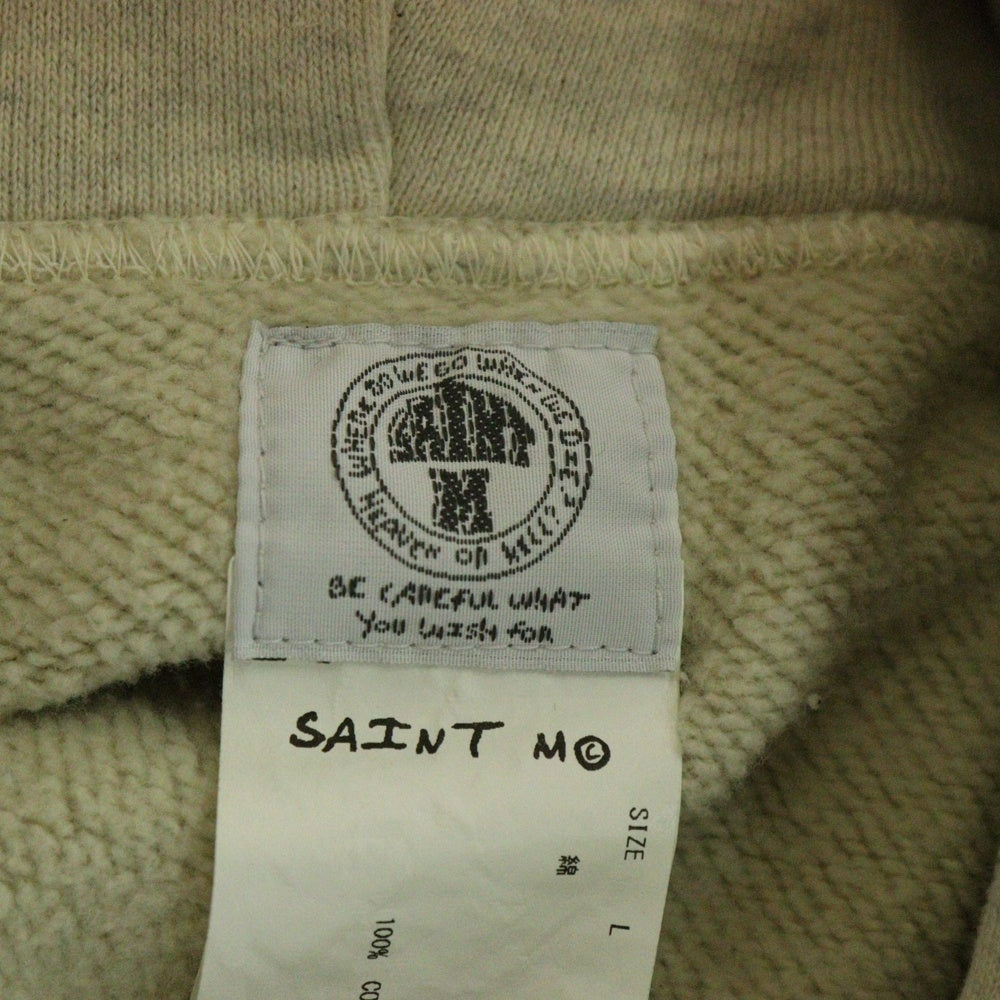 WHERE DO WE GO WHEN WE DIE?
SAINT
M
HEAVEN OR HELL?
BE CAREFUL WHAT
YOU WISH FOR
SAINT M©
SIZE L
綿
100%